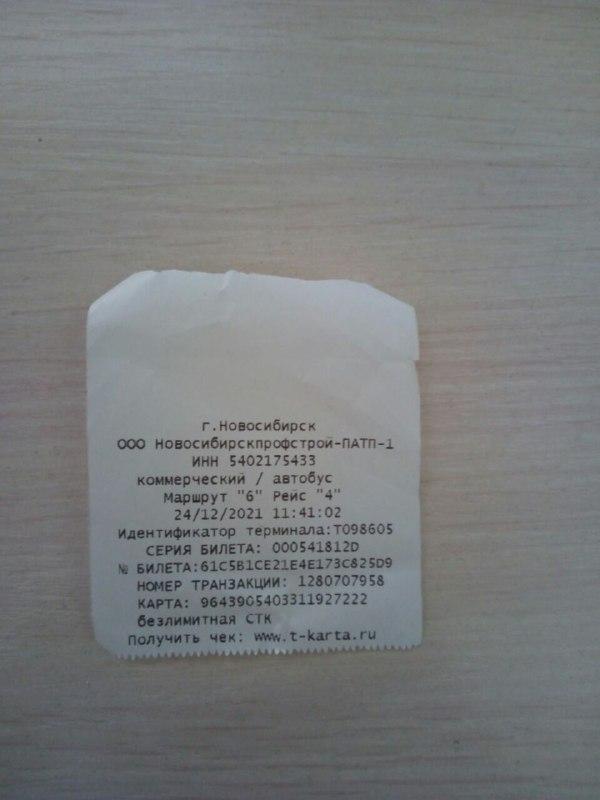 г.Новосибирск
ООО Новосибирскпрофстрой-ПАТП-1
ИНН 5402175433
коммерческий / автобус
Маршрут "6" Рейс "4"
24/12/2021 11:41:02
Идентификатор терминала:T098605
СЕРИЯ БИЛЕТА: 000541812D
№ БИЛЕТА:61C5B1CE21E4E173C825D9
НОМЕР ТРАНЗАКЦИИ: 1280707958
КАРТА: 9643905403311927222
безлимитная СТК
Получить чек: www.t-karta.ru